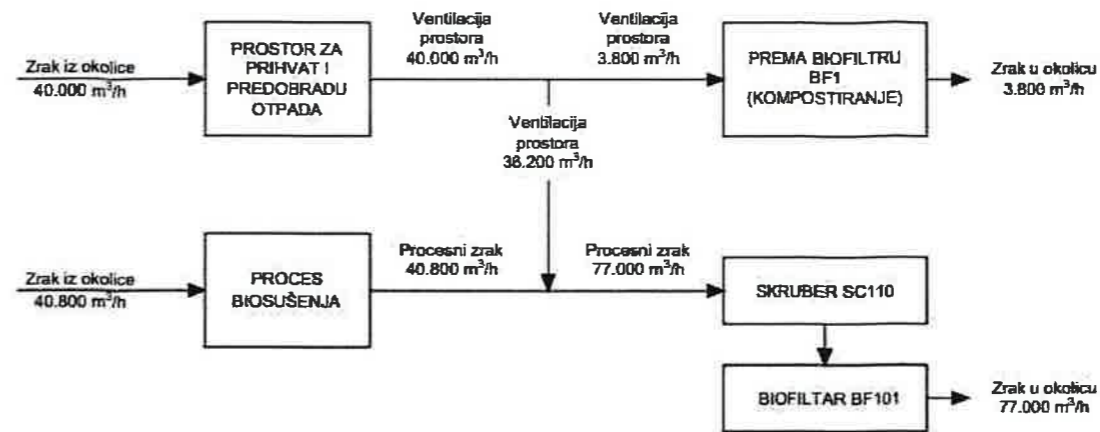 Zrak iz okolice
40.000 m³/h
PROSTOR ZA
PRIHVAT I
PREDOBRADU
OTPADA
Ventilacija
prostora
40.000 m³/h
Ventilacija
prostora
3.800 m³/h
PREMA BIOFILTRU
BF1
(KOMPOSTIRANJE)
Zrak u okolicu
3.800 m³/h
Ventilacija
prostora
36.200 m³/h
Zrak iz okolice
40.800 m³/h
PROCES
BIOSUŠENJA
Procesni zrak
40.800 m³/h
Procesni zrak
77.000 m³/h
SKRUBER SC110
BIOFILTAR BF101
Zrak u okolicu
77.000 m³/h